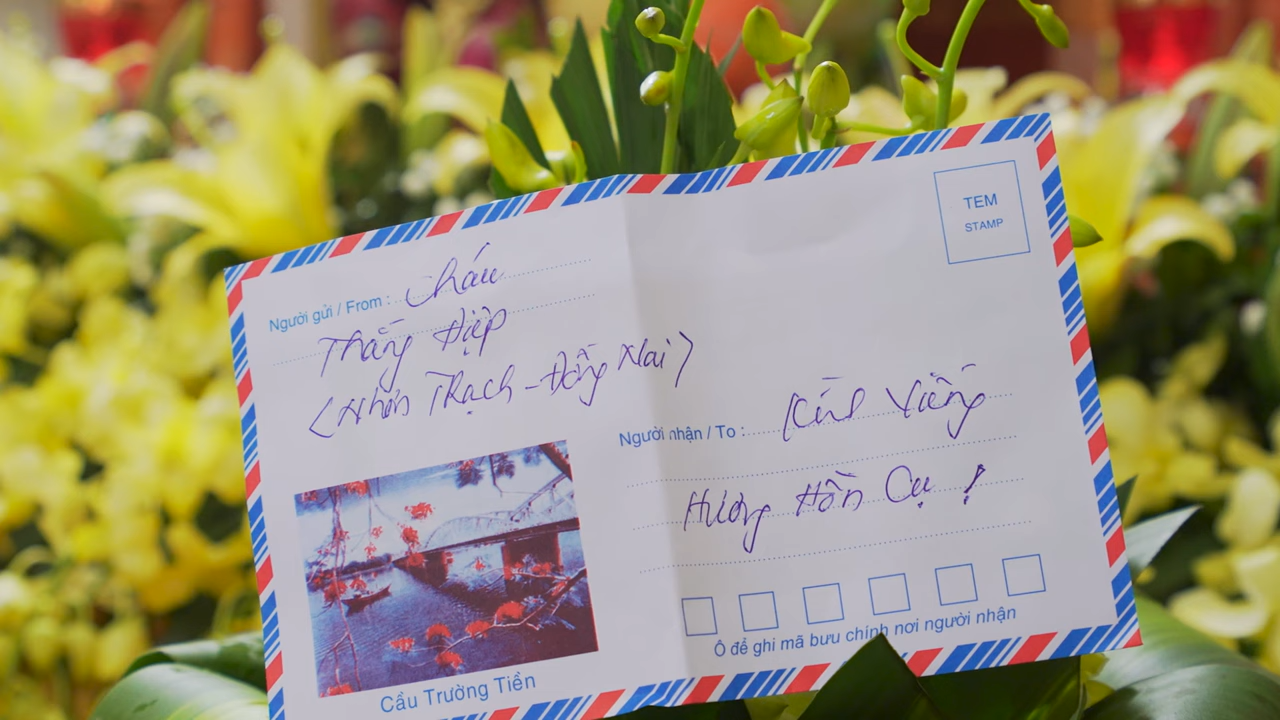 TEM
STAMP
Người gửi / From : Cháu
Thắng Điệp
(Nhơn Trạch - Đồng Nai)
Người nhận / To : Kính Viếng
Hương Hồn Cụ !
Ô để ghi mã bưu chính nơi người nhận
Cầu Trường Tiền